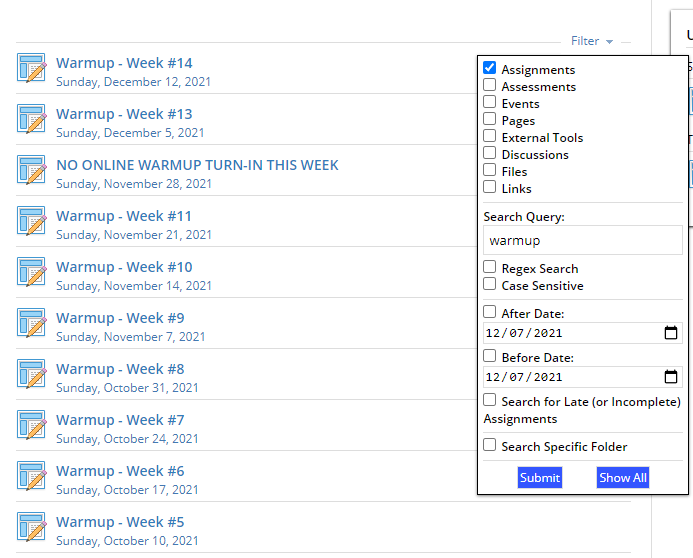 Filter
Warmup - Week #14
Sunday, December 12, 2021
Warmup - Week #13
Sunday, December 5, 2021
NO ONLINE WARMUP TURN-IN THIS WEEK
Sunday, November 28, 2021
Warmup - Week #11
Sunday, November 21, 2021
Warmup - Week #10
Sunday, November 14, 2021
Warmup - Week #9
Sunday, November 7, 2021
Warmup - Week #8
Sunday, October 31, 2021
Warmup - Week #7
Sunday, October 24, 2021
Warmup - Week #6
Sunday, October 17, 2021
Warmup - Week #5
Sunday, October 10, 2021
Assignments
Assessments
Events
Pages
External Tools
Discussions
Files
Links
Search Query:
warmup
Regex Search
Case Sensitive
After Date:
12/07/2021
Before Date:
12/07/2021
Search for Late (or Incomplete)
Assignments
Search Specific Folder
Submit Show All